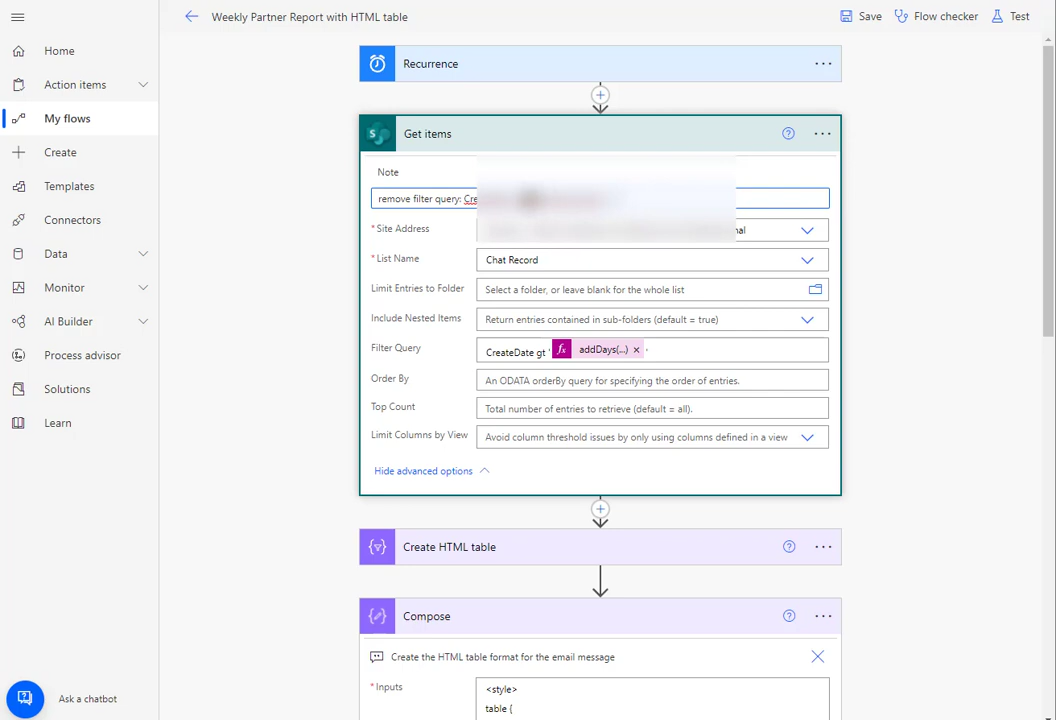 Weekly Partner Report with HTML table
Save
Flow checker
Test
Home
Action items
My flows
Create
Templates
Connectors
Data
Monitor
AI Builder
Process advisor
Solutions
Learn
Ask a chatbot
Recurrence
Get items
Note
remove filter query: Cre
* Site Address
nal
* List Name
Chat Record
Limit Entries to Folder
Select a folder, or leave blank for the whole list
Include Nested Items
Return entries contained in sub-folders (default = true)
Filter Query
CreateDate gt ' fx addDays(...) × '
Order By
An ODATA orderBy query for specifying the order of entries.
Top Count
Total number of entries to retrieve (default = all).
Limit Columns by View
Avoid column threshold issues by only using columns defined in a view
Hide advanced options
Create HTML table
Compose
Create the HTML table format for the email message
* Inputs
<style>
table {